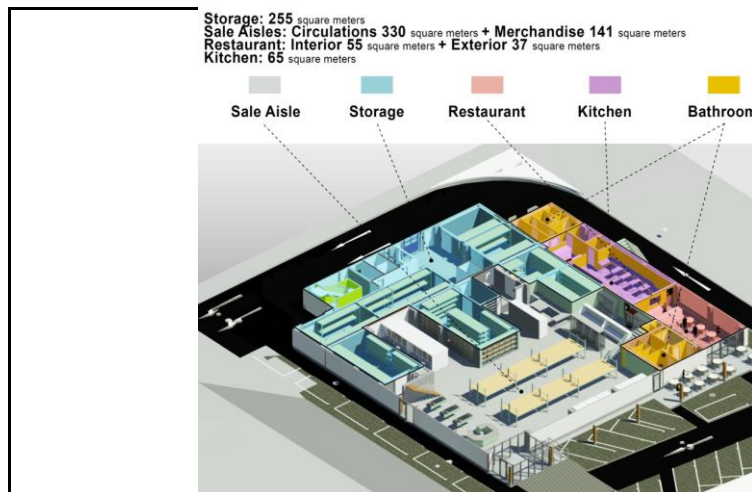 Storage: 255 square meters
Sale Aisles: Circulations 330 square meters + Merchandise 141 square meters
Restaurant: Interior 55 square meters + Exterior 37 square meters
Kitchen: 65 square meters
Sale Aisle Storage Restaurant Kitchen Bathroom